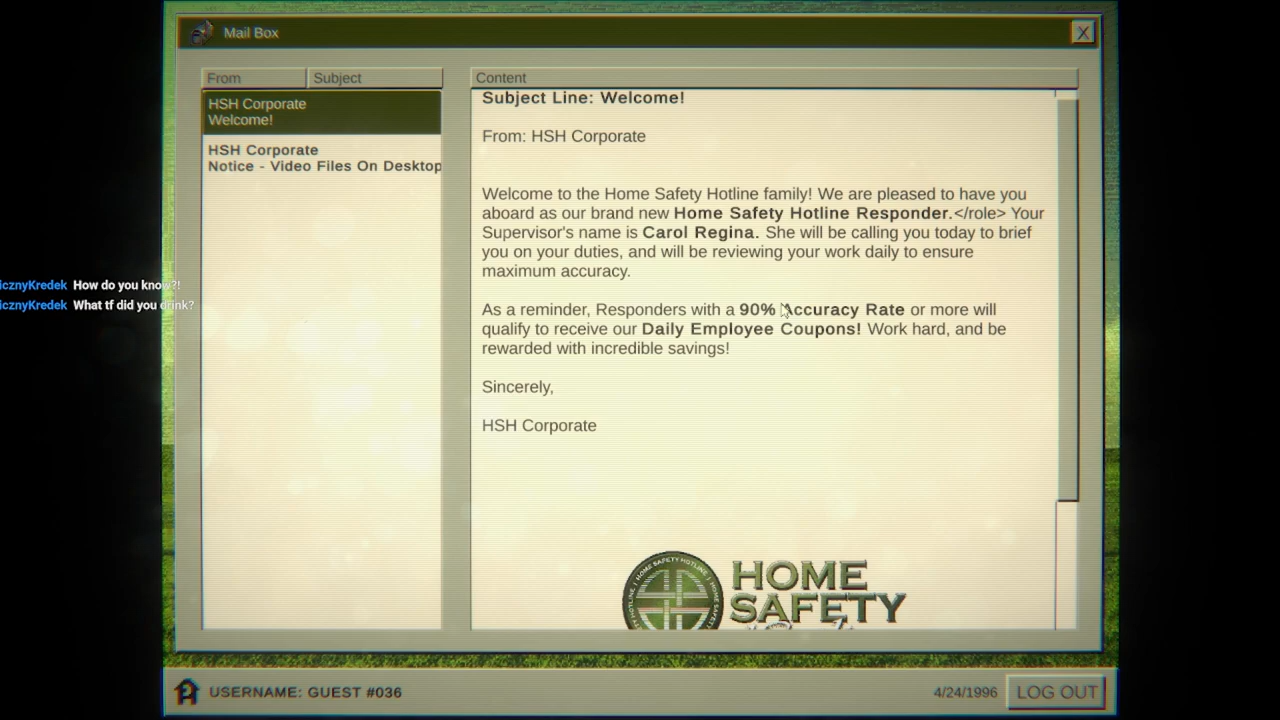 Mail Box
X
From Subject
Content
HSH Corporate
Welcome!
HSH Corporate
Notice - Video Files On Desktop
Subject Line: Welcome!
From: HSH Corporate
Welcome to the Home Safety Hotline family! We are pleased to have you
aboard as our brand new Home Safety Hotline Responder.</role> Your
Supervisor's name is Carol Regina. She will be calling you today to brief
you on your duties, and will be reviewing your work daily to ensure
maximum accuracy.
As a reminder, Responders with a 90% Accuracy Rate or more will
qualify to receive our Daily Employee Coupons! Work hard, and be
rewarded with incredible savings!
Sincerely,
HSH Corporate
HOME SAFETY HOTLINE
HOME
SAFETY
icznyKredek How do you know?!
icznyKredek What tf did you drink?
USERNAME: GUEST #036
4/24/1996
LOG OUT